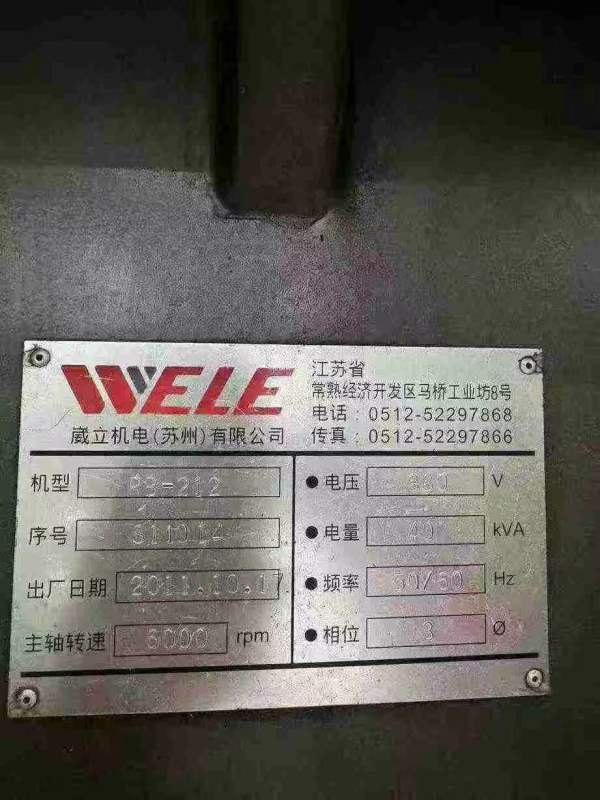 WELE
江苏省
常熟经济开发区马桥工业坊8号
电话：0512-52297868
传真：0512-52297866
崴立机电(苏州)有限公司
机型
序号
出厂日期 2011.10.17
主轴转速 6000 rpm
●电压 V
●电量 40 kVA
●频率 50/60 Hz
●相位 3 Ø